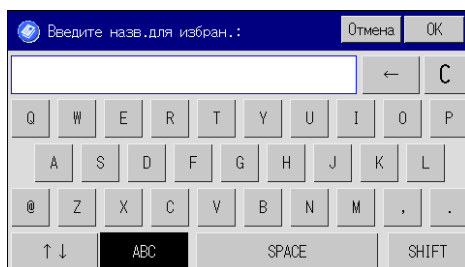 Введите назв.для избран.: Отмена OK
← C
Q W E R T Y U I O P
A S D F G H J K L
@ Z X C V B N M , .
↑↓ ABC SPACE SHIFT